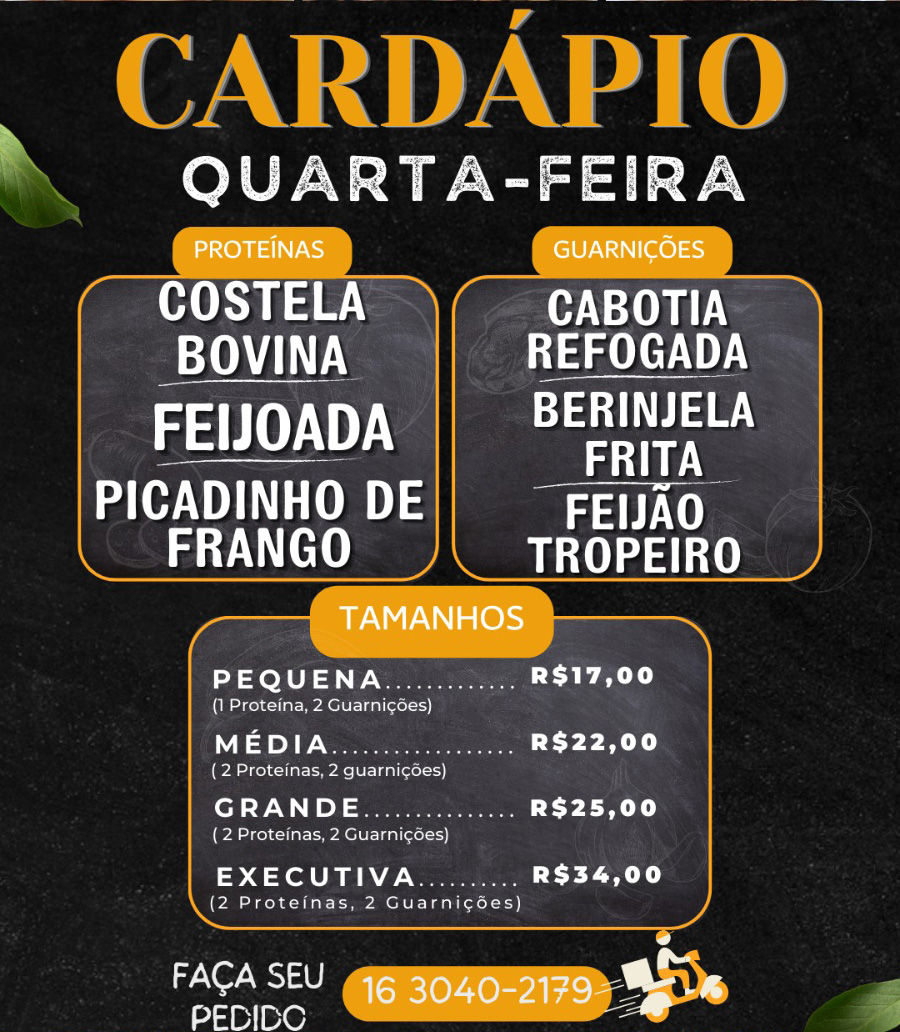 CARDÁPIO
QUARTA-FEIRA
PROTEÍNAS
COSTELA
BOVINA
FEIJOADA
PICADINHO DE
FRANGO
GUARNIÇÕES
CABOTIA
REFOGADA
BERINJELA
FRITA
FEIJÃO
TROPEIRO
TAMANHOS
PEQUENA............. R$17,00
(1 Proteína, 2 Guarnições)
MÉDIA.................. R$22,00
( 2 Proteínas, 2 guarnições)
GRANDE............... R$25,00
( 2 Proteínas, 2 Guarnições)
EXECUTIVA.......... R$34,00
(2 Proteínas, 2 Guarnições)
FAÇA SEU
PEDIDO
16 3040-2179